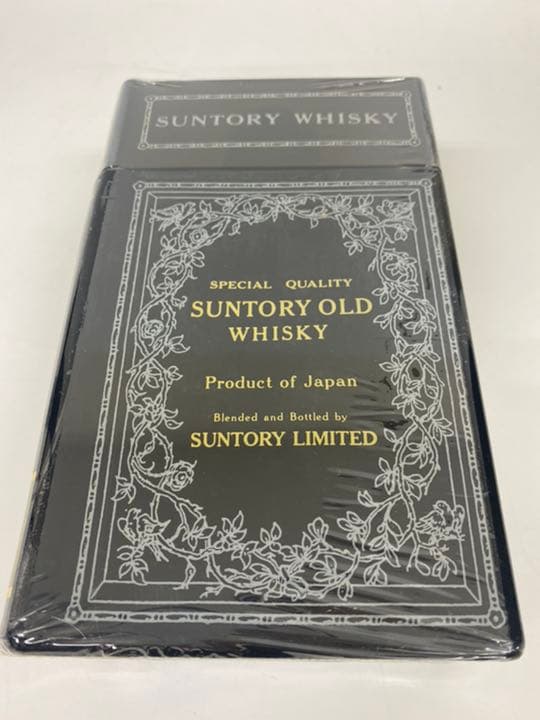 SUNTORY WHISKY
SPECIAL QUALITY
SUNTORY OLD
WHISKY
Product of Japan
Blended and Bottled by
SUNTORY LIMITED